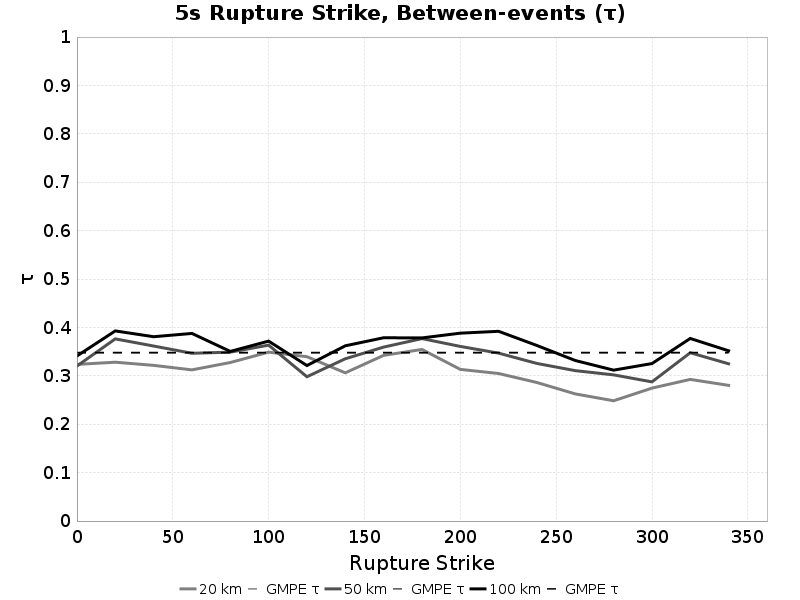 5s Rupture Strike, Between-events (τ)
1
0.9
0.8
0.7
0.6
0.5
0.4
0.3
0.2
0.1
0
τ
0 50 100 150 200 250 300 350
Rupture Strike
20 km GMPE τ 50 km GMPE τ 100 km GMPE τ